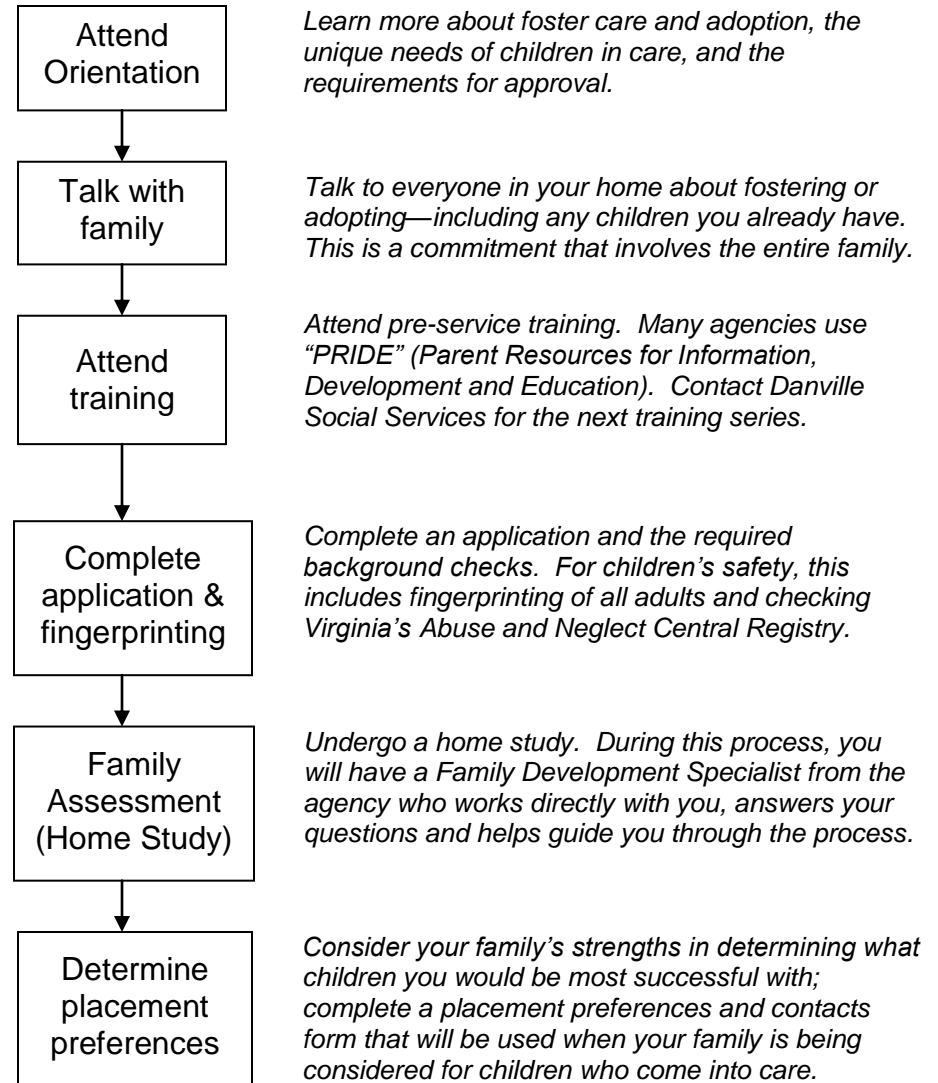 Attend
Orientation
Learn more about foster care and adoption, the
unique needs of children in care, and the
requirements for approval.
Talk with
family
Talk to everyone in your home about fostering or
adopting—including any children you already have.
This is a commitment that involves the entire family.
Attend
training
Attend pre-service training.  Many agencies use
“PRIDE” (Parent Resources for Information,
Development and Education).  Contact Danville
Social Services for the next training series.
Complete
application &
fingerprinting
Complete an application and the required
background checks.  For children’s safety, this
includes fingerprinting of all adults and checking
Virginia’s Abuse and Neglect Central Registry.
Family
Assessment
(Home Study)
Undergo a home study.  During this process, you
will have a Family Development Specialist from the
agency who works directly with you, answers your
questions and helps guide you through the process.
Determine
placement
preferences
Consider your family’s strengths in determining what
children you would be most successful with;
complete a placement preferences and contacts
form that will be used when your family is being
considered for children who come into care.